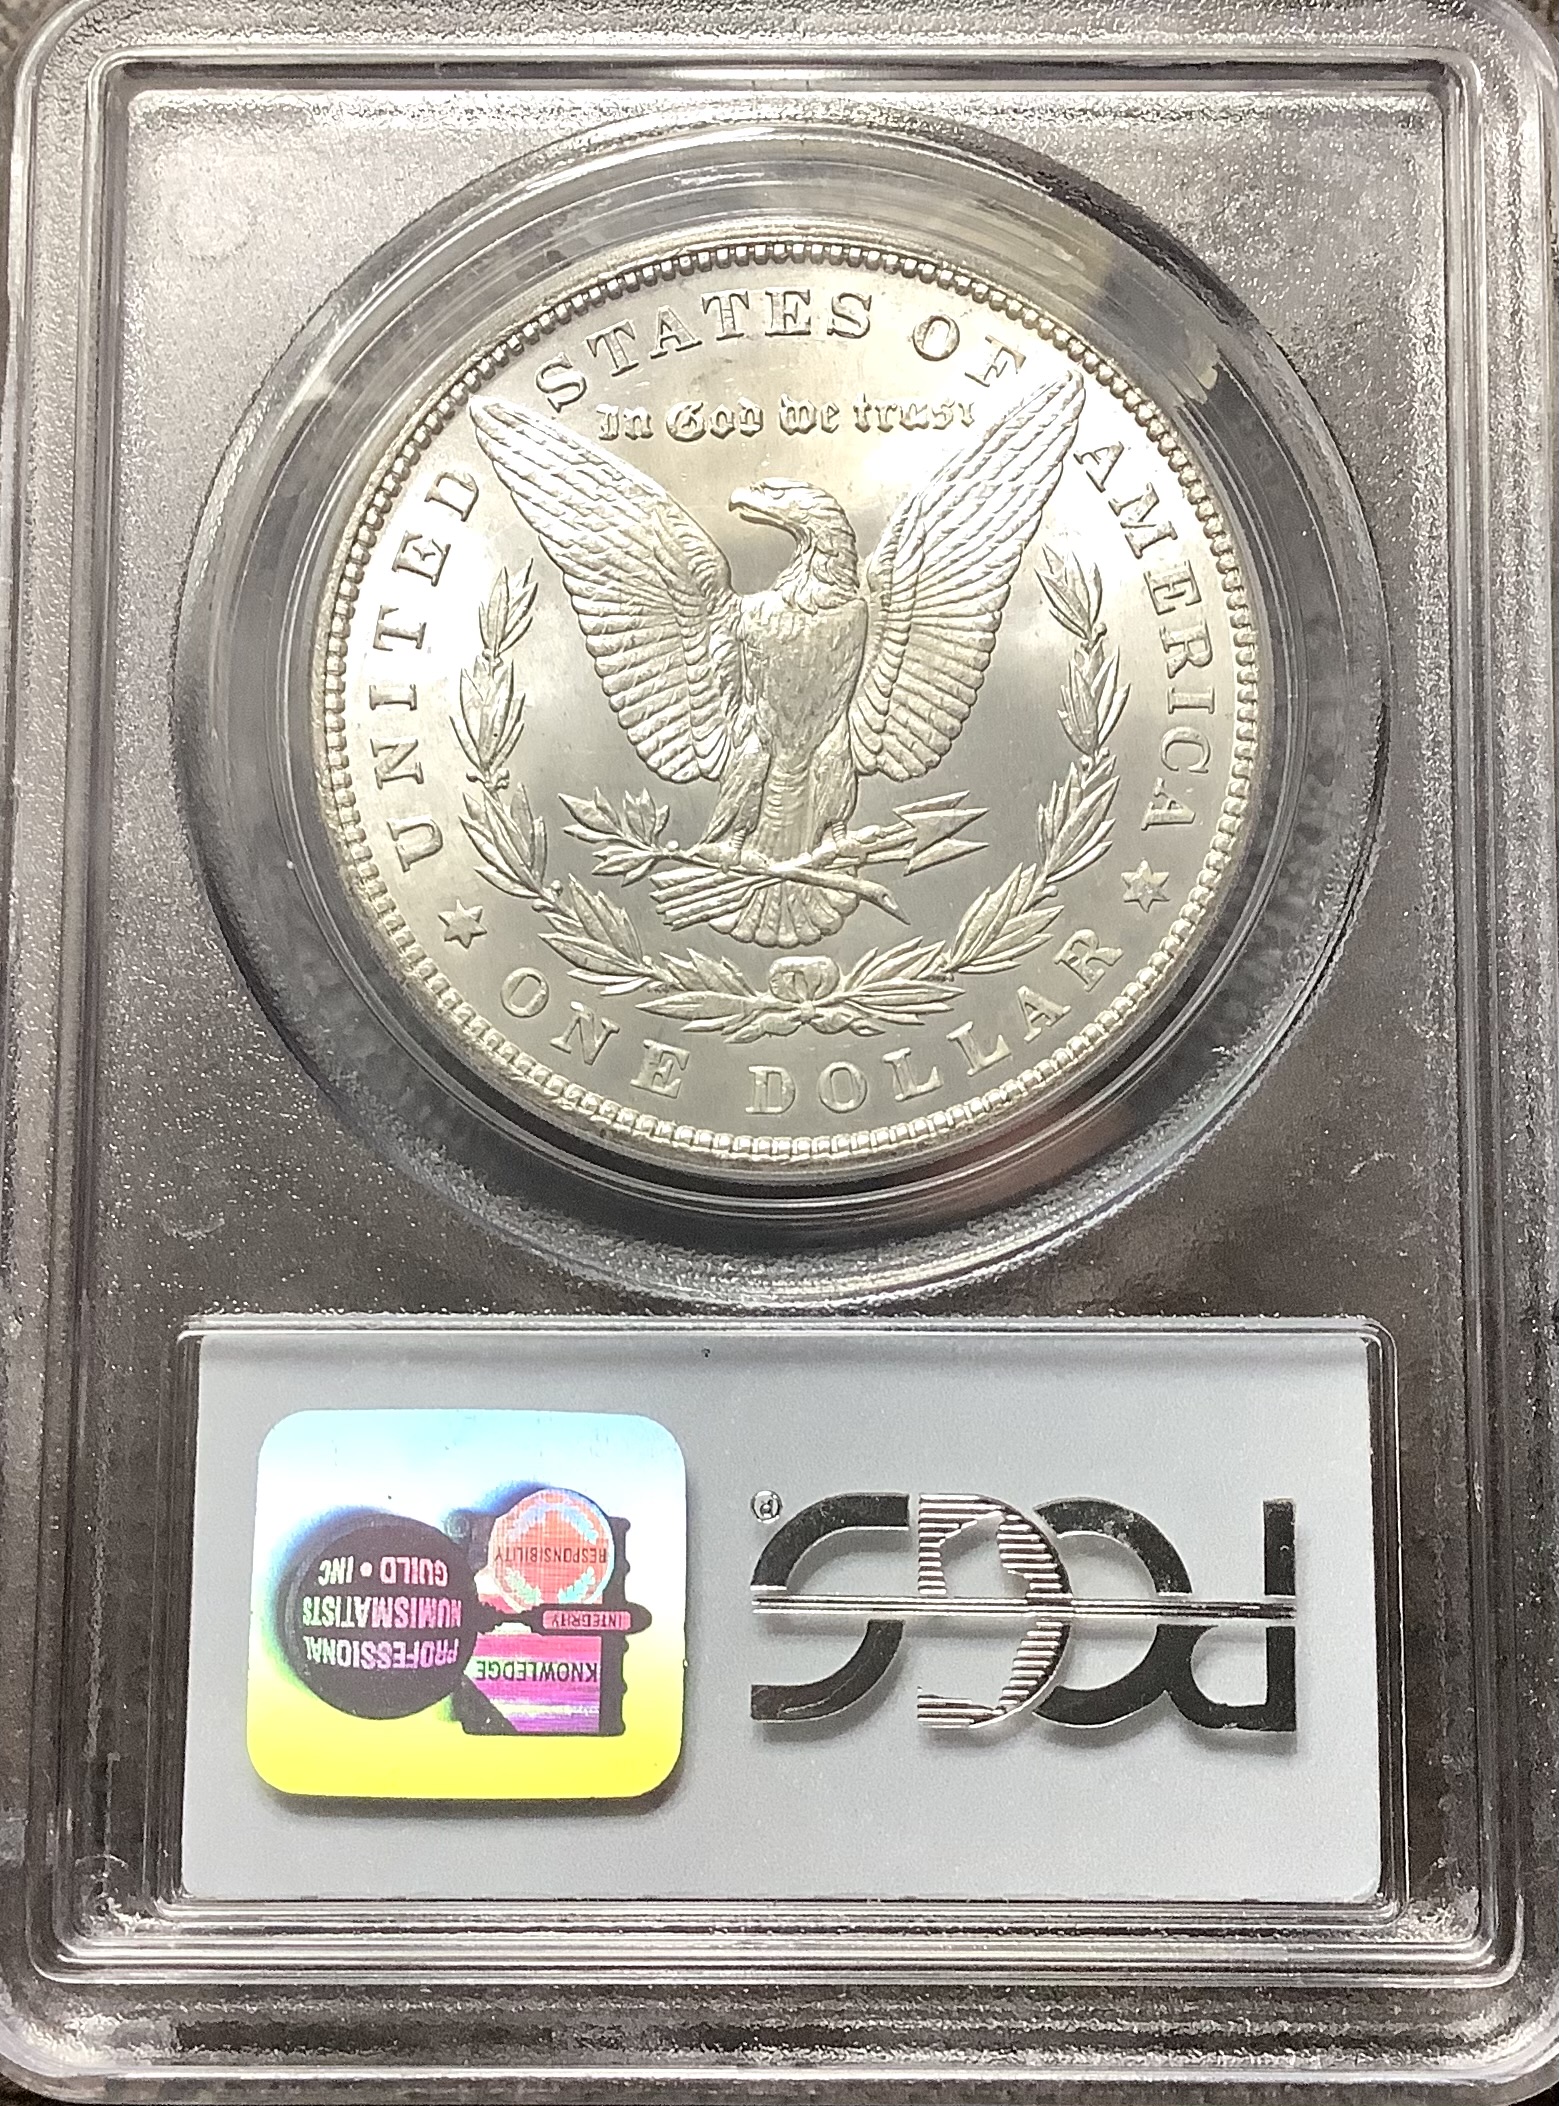 UNITED STATES OF AMERICA
In God we trust
ONE DOLLAR
PROFESSIONAL
NUMISMATISTS
GUILD • INC
KNOWLEDGE
INTEGRITY
RESPONSIBILITY
PCGS®